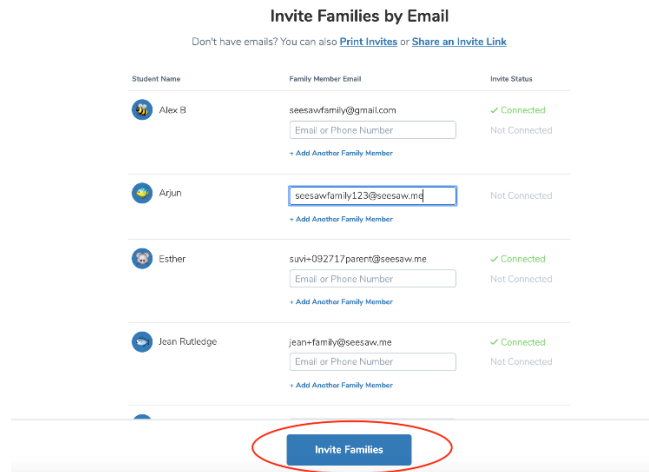 Invite Families by Email
Don't have emails? You can also Print Invites or Share an Invite Link
Student Name Family Member Email Invite Status
Alex B seesawfamily@gmail.com ✓ Connected
Email or Phone Number Not Connected
+ Add Another Family Member
Arjun seesawfamily123@seesaw.me Not Connected
+ Add Another Family Member
Esther suvi+092717parent@seesaw.me ✓ Connected
Email or Phone Number Not Connected
+ Add Another Family Member
Jean Rutledge jean+family@seesaw.me ✓ Connected
Email or Phone Number Not Connected
+ Add Another Family Member
Invite Families